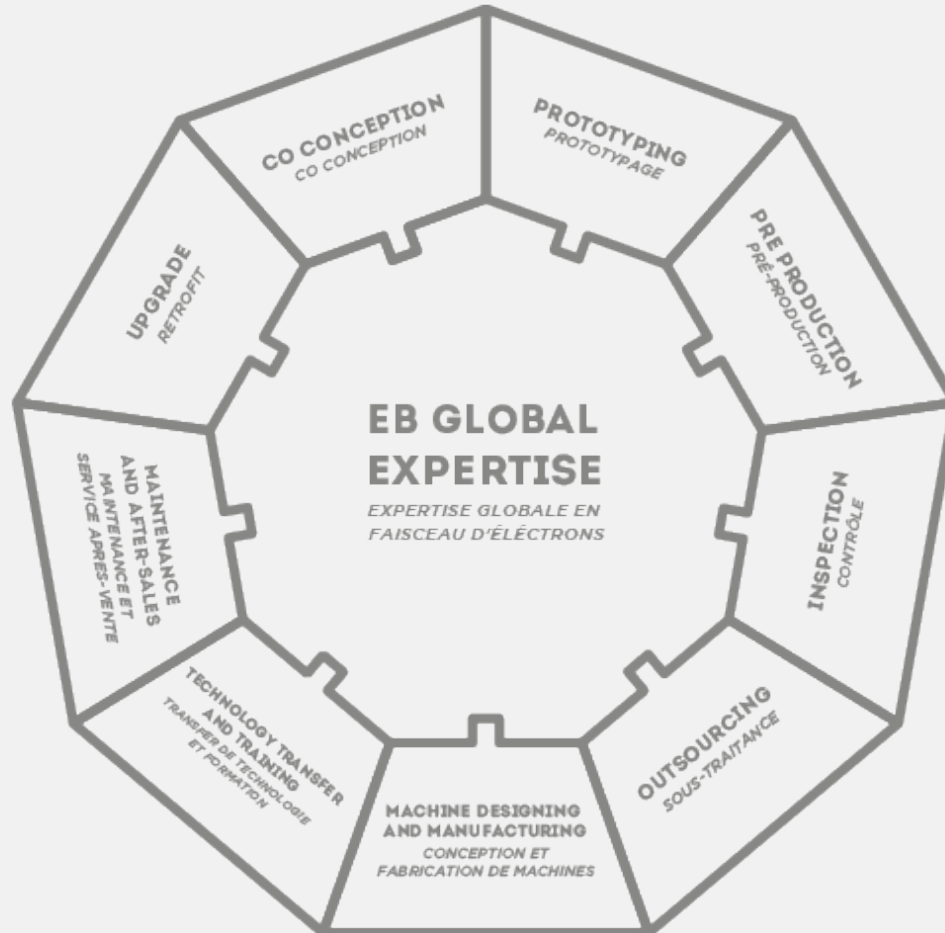 CO CONCEPTION
CO CONCEPTION
PROTOTYPING
PROTOTYPAGE
PRE PRODUCTION
PRÉ-PRODUCTION
INSPECTION
CONTRÔLE
OUTSOURCING
SOUS-TRAITANCE
MACHINE DESIGNING
AND MANUFACTURING
CONCEPTION ET
FABRICATION DE MACHINES
TECHNOLOGY TRANSFER
AND TRAINING
TRANSFER DE TECHNOLOGIE
ET FORMATION
MAINTENANCE
AND AFTER-SALES
MAINTENANCE ET
SERVICE APRES-VENTE
UPGRADE
RETROFIT
EB GLOBAL
EXPERTISE
EXPERTISE GLOBALE EN
FAISCEAU D'ÉLÉCTRONS